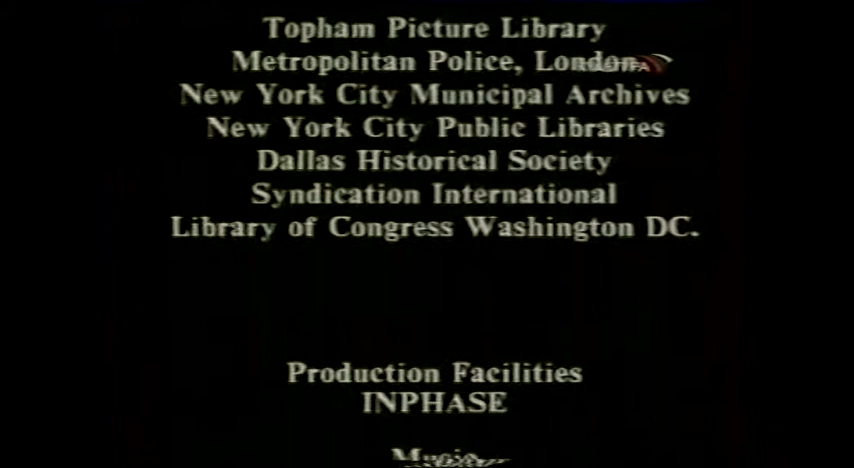 Topham Picture Library
Metropolitan Police, London
New York City Municipal Archives
New York City Public Libraries
Dallas Historical Society
Syndication International
Library of Congress Washington DC.
Production Facilities
INPHASE
Music